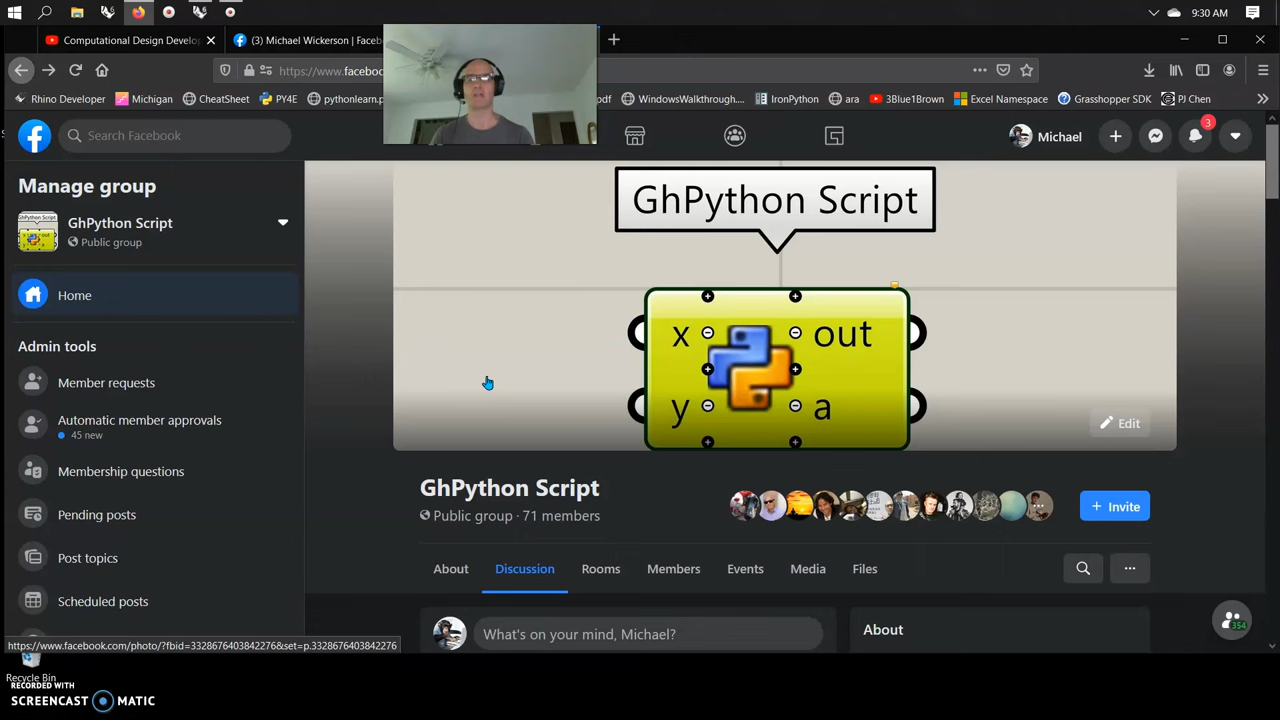 9:30 AM
Computational Design Develo
(3) Michael Wickerson | Faceb
https://www.facebo
Rhino Developer
Michigan
CheatSheet
PY4E
pythonlearn.p
pdf
WindowsWalkthrough....
IronPython
ara
3Blue1Brown
Excel Namespace
Grasshopper SDK
PJ Chen
Search Facebook
Michael
3
Manage group
GhPython Script
Public group
Home
Admin tools
Member requests
Automatic member approvals
45 new
Membership questions
Pending posts
Post topics
Scheduled posts
GhPython Script
x
out
y
a
Edit
GhPython Script
Public group · 71 members
Invite
About
Discussion
Rooms
Members
Events
Media
Files
What's on your mind, Michael?
About
354
https://www.facebook.com/photo/?fbid=3328676403842276&set=p.3328676403842276
Recycle Bin
RECORDED WITH
SCREENCAST MATIC